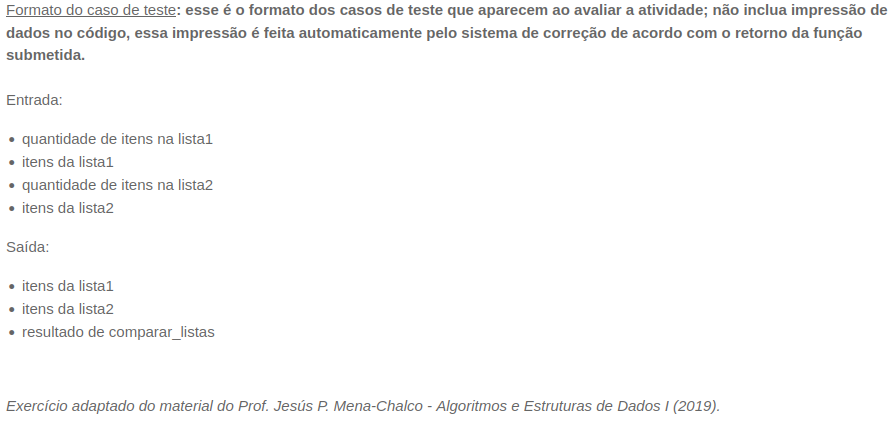 Formato do caso de teste: esse é o formato dos casos de teste que aparecem ao avaliar a atividade; não inclua impressão de
dados no código, essa impressão é feita automaticamente pelo sistema de correção de acordo com o retorno da função
submetida.
Entrada:
• quantidade de itens na lista1
• itens da lista1
• quantidade de itens na lista2
• itens da lista2
Saída:
• itens da lista1
• itens da lista2
• resultado de comparar_listas
Exercício adaptado do material do Prof. Jesús P. Mena-Chalco - Algoritmos e Estruturas de Dados I (2019).